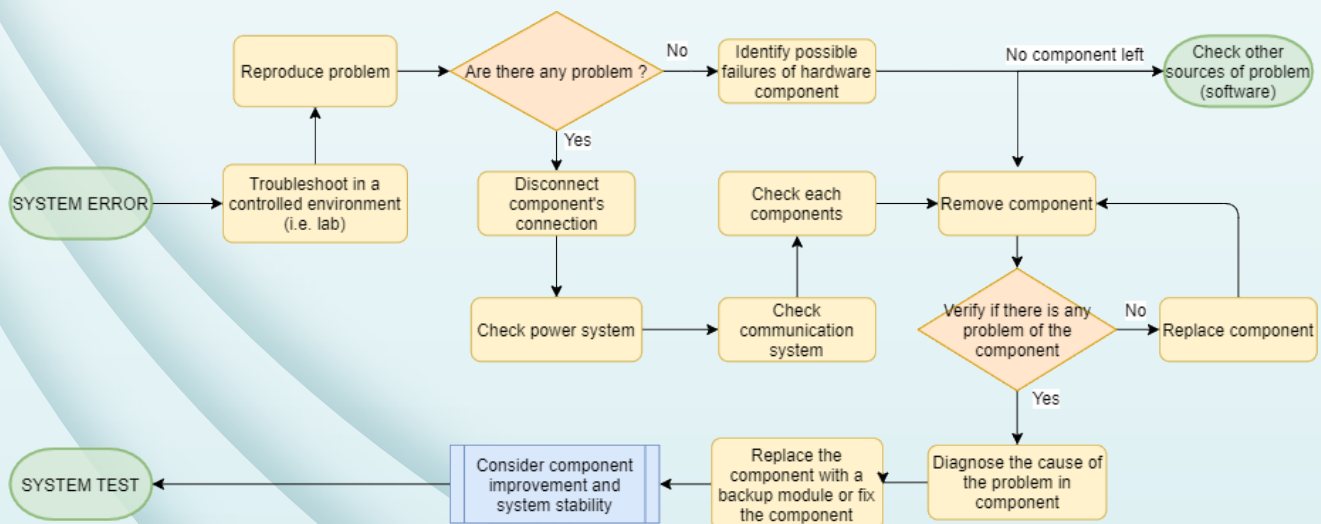 Reproduce problem
Are there any problem ?
No
Identify possible
failures of hardware
component
No component left
Check other
sources of problem
(software)
Yes
SYSTEM ERROR
Troubleshoot in a
controlled environment
(i.e. lab)
Disconnect
component's
connection
Check each
components
Remove component
Check power system
Check
communication
system
Verify if there is any
problem of the
component
No
Replace component
Yes
SYSTEM TEST
Consider component
improvement and
system stability
Replace the
component with a
backup module or fix
the component
Diagnose the cause of
the problem in
component